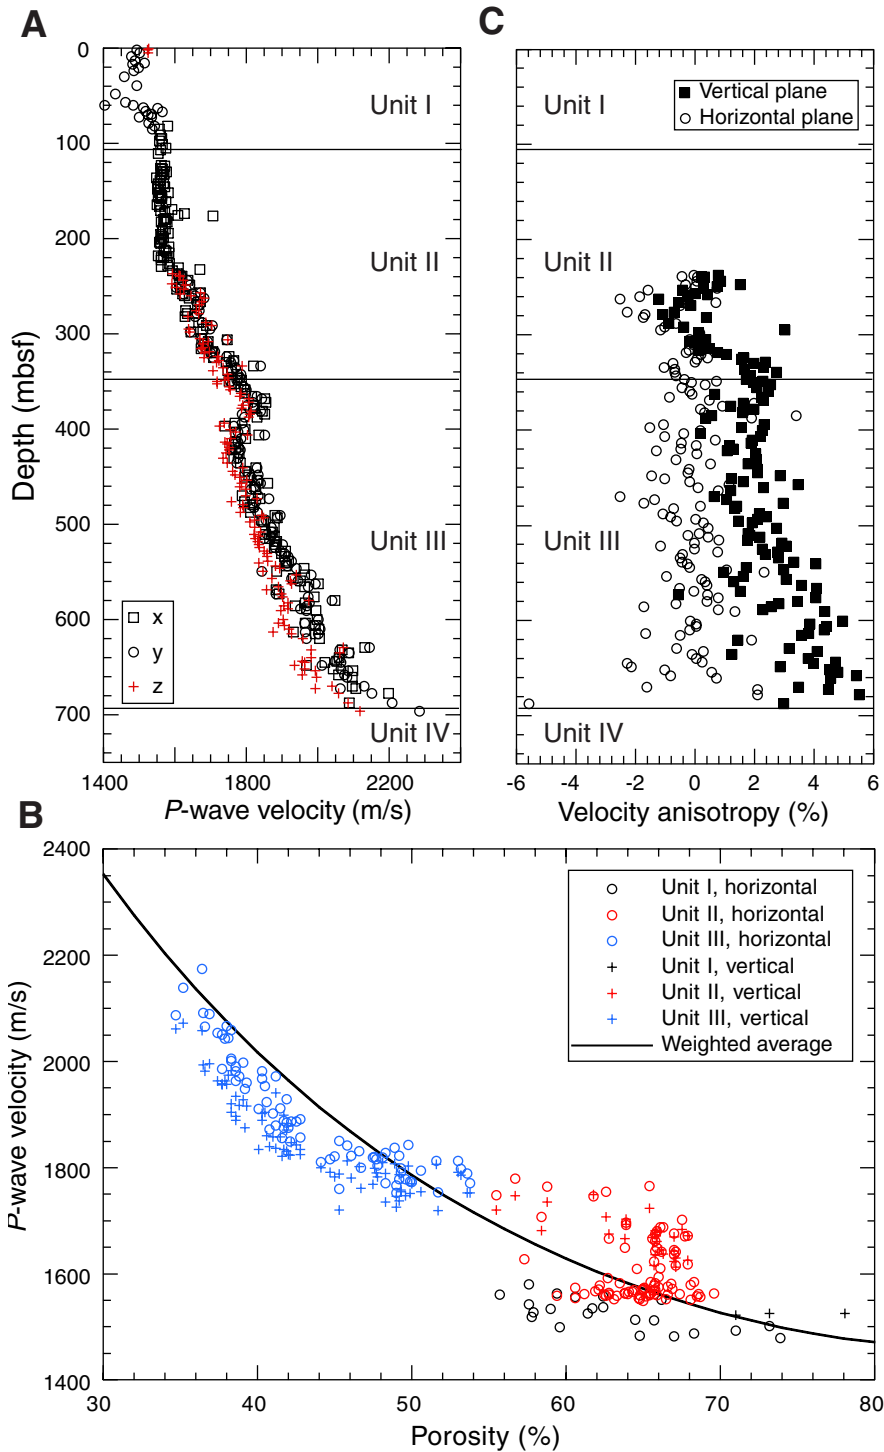 A
C
0
100
200
300
400
500
600
700
Depth (mbsf)
Unit I
Unit II
Unit III
Unit IV
x
y
z
1400
1800
2200
P-wave velocity (m/s)
Vertical plane
Horizontal plane
Unit I
Unit II
Unit III
Unit IV
-6 -4 -2 0 2 4 6
Velocity anisotropy (%)
B
2400
2200
2000
1800
1600
1400
P-wave velocity (m/s)
Unit I, horizontal
Unit II, horizontal
Unit III, horizontal
Unit I, vertical
Unit II, vertical
Unit III, vertical
Weighted average
30 40 50 60 70 80
Porosity (%)